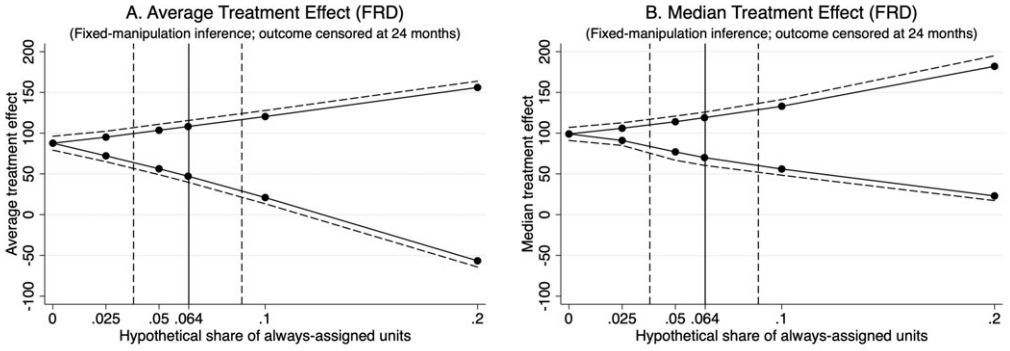 A. Average Treatment Effect (FRD)
(Fixed-manipulation inference; outcome censored at 24 months)
Average treatment effect
200
150
100
50
0
-50
-100
0 .025 .05 .064 .1 .2
Hypothetical share of always-assigned units
B. Median Treatment Effect (FRD)
(Fixed-manipulation inference; outcome censored at 24 months)
Median treatment effect
200
150
100
50
0
-50
-100
0 .025 .05 .064 .1 .2
Hypothetical share of always-assigned units